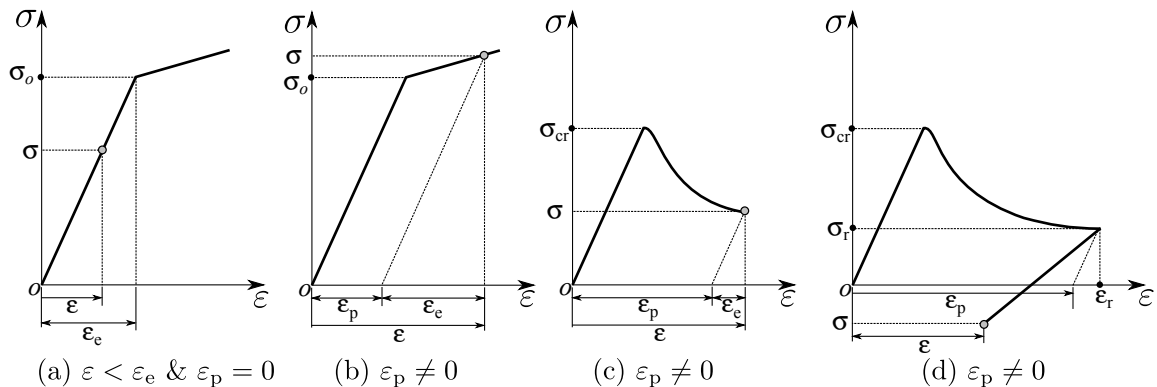 σ σ σ σ
σₒ σ σcr σcr
σ σₒ σ σr
o ε o ε o ε o ε
ε εp εe εp εe εp εr
εe ε ε σ ε
(a) ε < εe & εp = 0 (b) εp ≠ 0 (c) εp ≠ 0 (d) εp ≠ 0